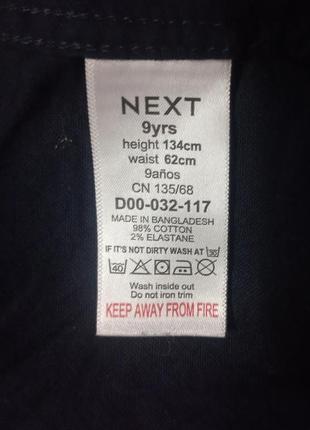 NEXT
9yrs
height 134cm
waist 62cm
9años
CN 135/68
D00-032-117
MADE IN BANGLADESH
98% COTTON
2% ELASTANE
IF IT'S NOT DIRTY WASH AT 30
40
Wash inside out
Do not iron trim
KEEP AWAY FROM FIRE